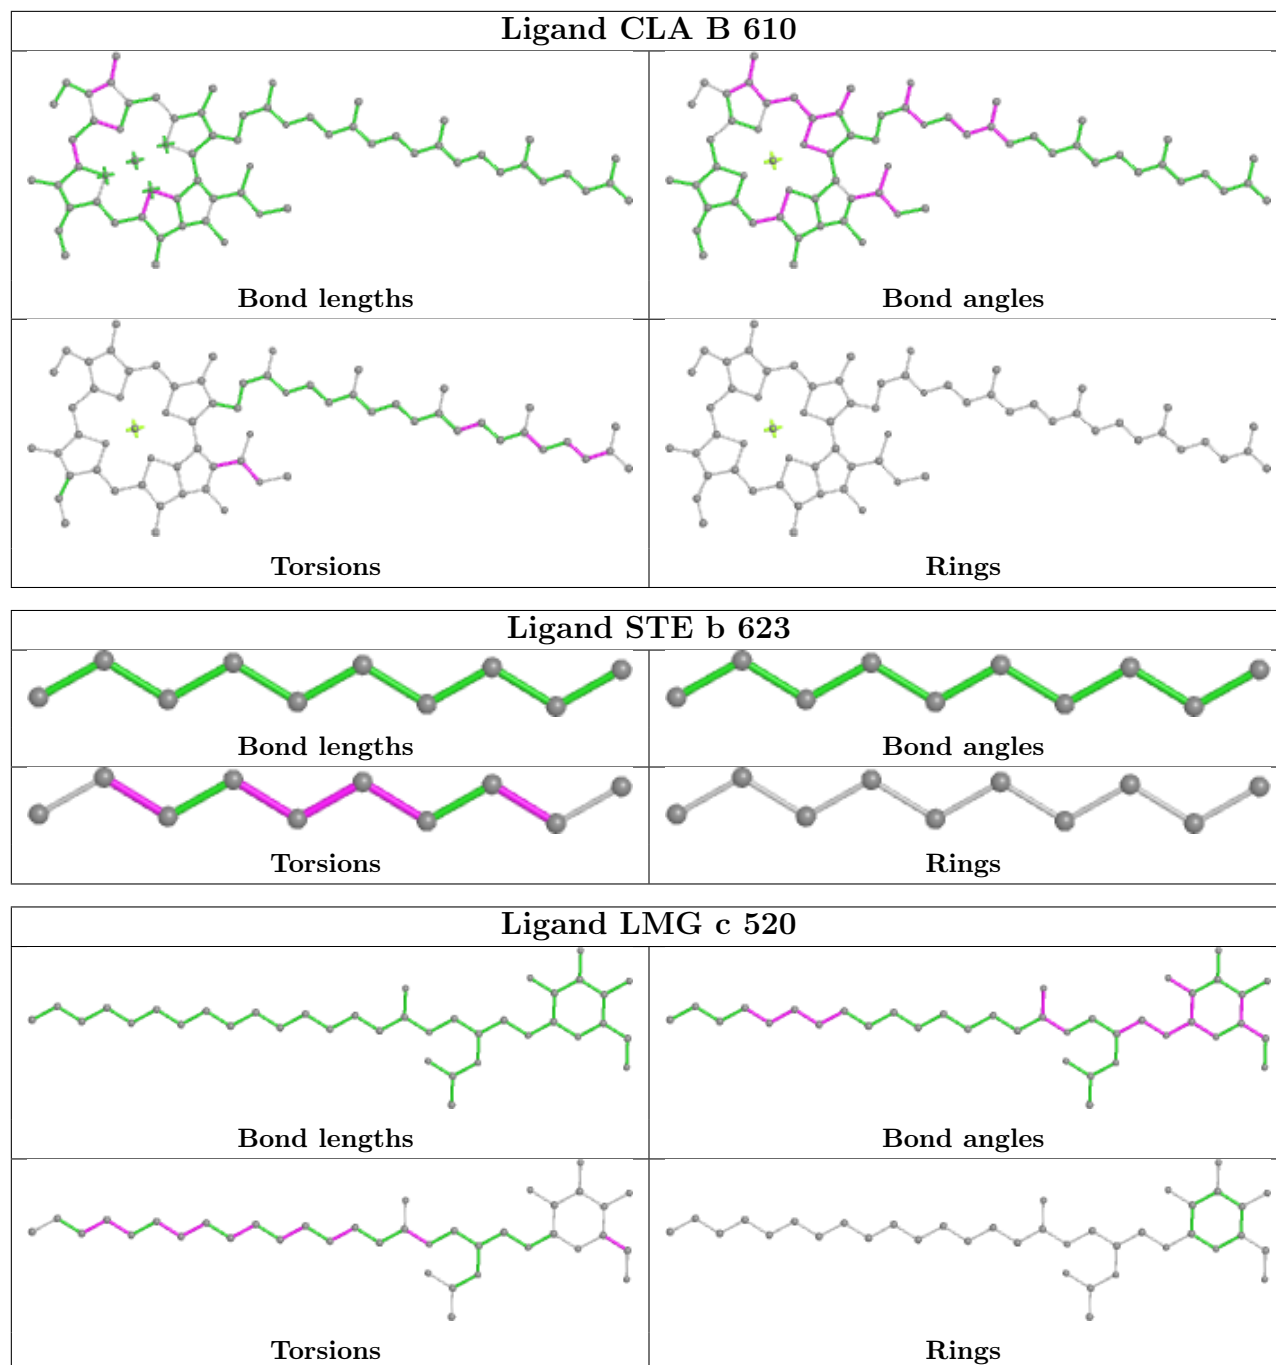 Ligand CLA B 610
Bond lengths
Bond angles
Torsions
Rings
Ligand STE b 623
Bond lengths
Bond angles
Torsions
Rings
Ligand LMG c 520
Bond lengths
Bond angles
Torsions
Rings